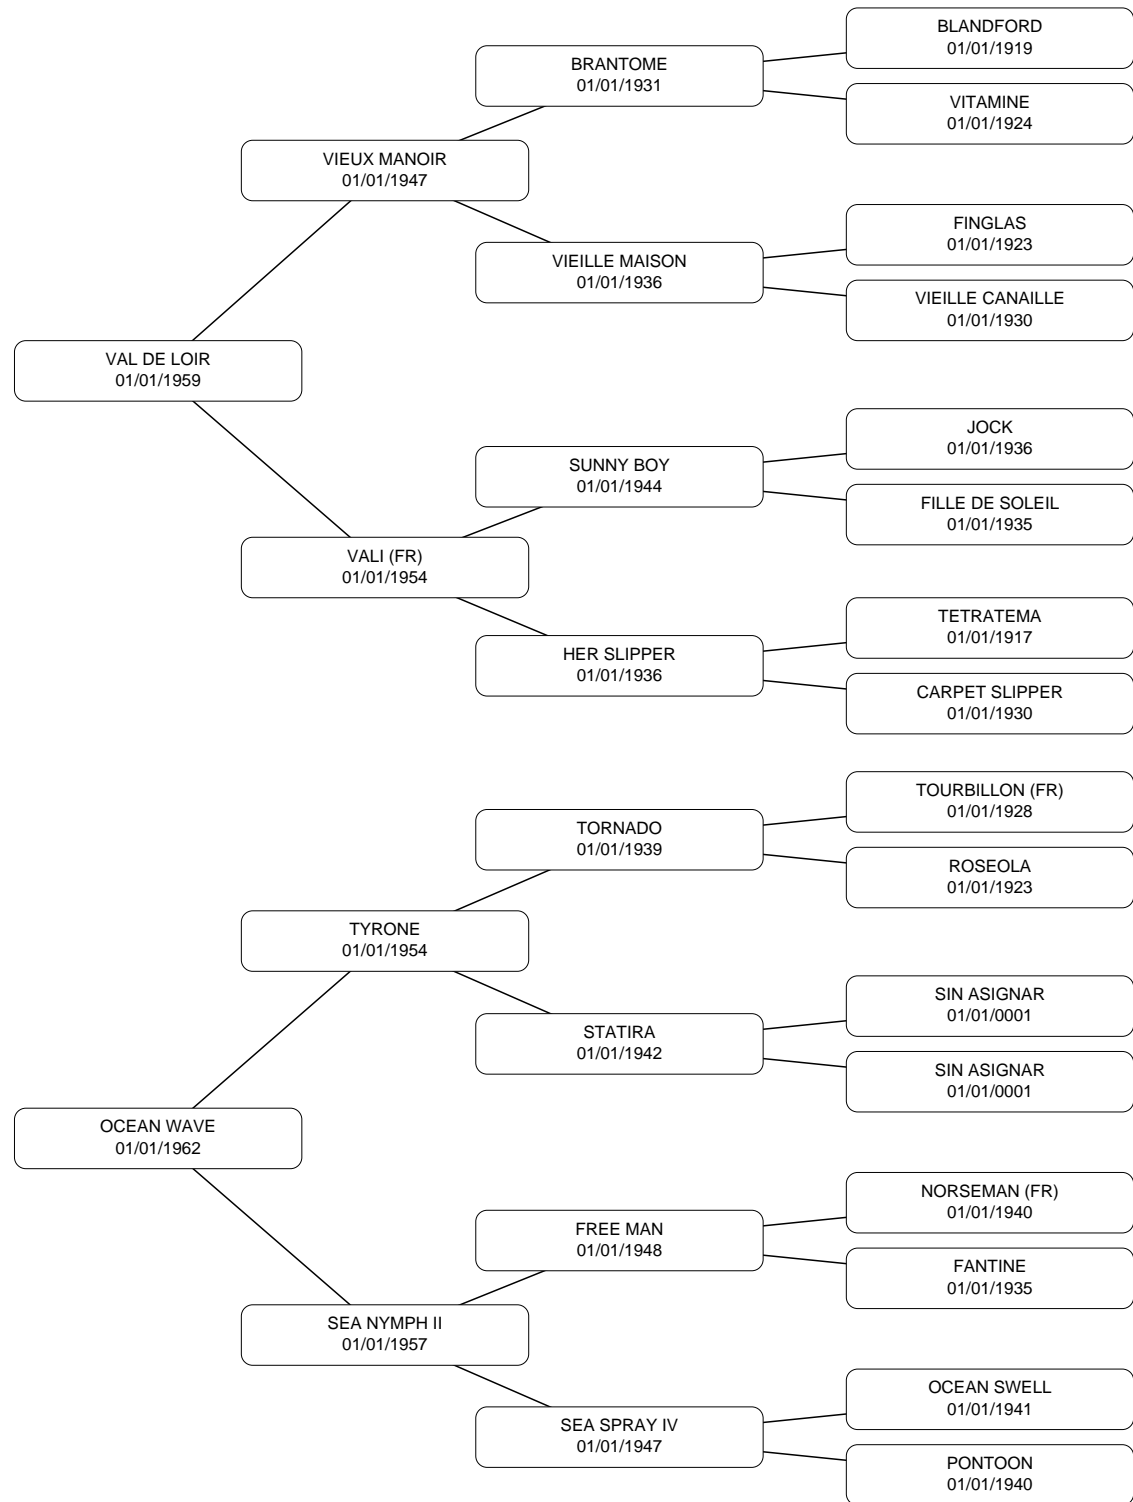 BLANDFORD
01/01/1919
BRANTOME
01/01/1931
VITAMINE
01/01/1924
VIEUX MANOIR
01/01/1947
FINGLAS
01/01/1923
VIEILLE MAISON
01/01/1936
VIEILLE CANAILLE
01/01/1930
VAL DE LOIR
01/01/1959
JOCK
01/01/1936
SUNNY BOY
01/01/1944
FILLE DE SOLEIL
01/01/1935
VALI (FR)
01/01/1954
TETRATEMA
01/01/1917
HER SLIPPER
01/01/1936
CARPET SLIPPER
01/01/1930
TOURBILLON (FR)
01/01/1928
TORNADO
01/01/1939
ROSEOLA
01/01/1923
TYRONE
01/01/1954
SIN ASIGNAR
01/01/0001
STATIRA
01/01/1942
SIN ASIGNAR
01/01/0001
OCEAN WAVE
01/01/1962
NORSEMAN (FR)
01/01/1940
FREE MAN
01/01/1948
FANTINE
01/01/1935
SEA NYMPH II
01/01/1957
OCEAN SWELL
01/01/1941
SEA SPRAY IV
01/01/1947
PONTOON
01/01/1940